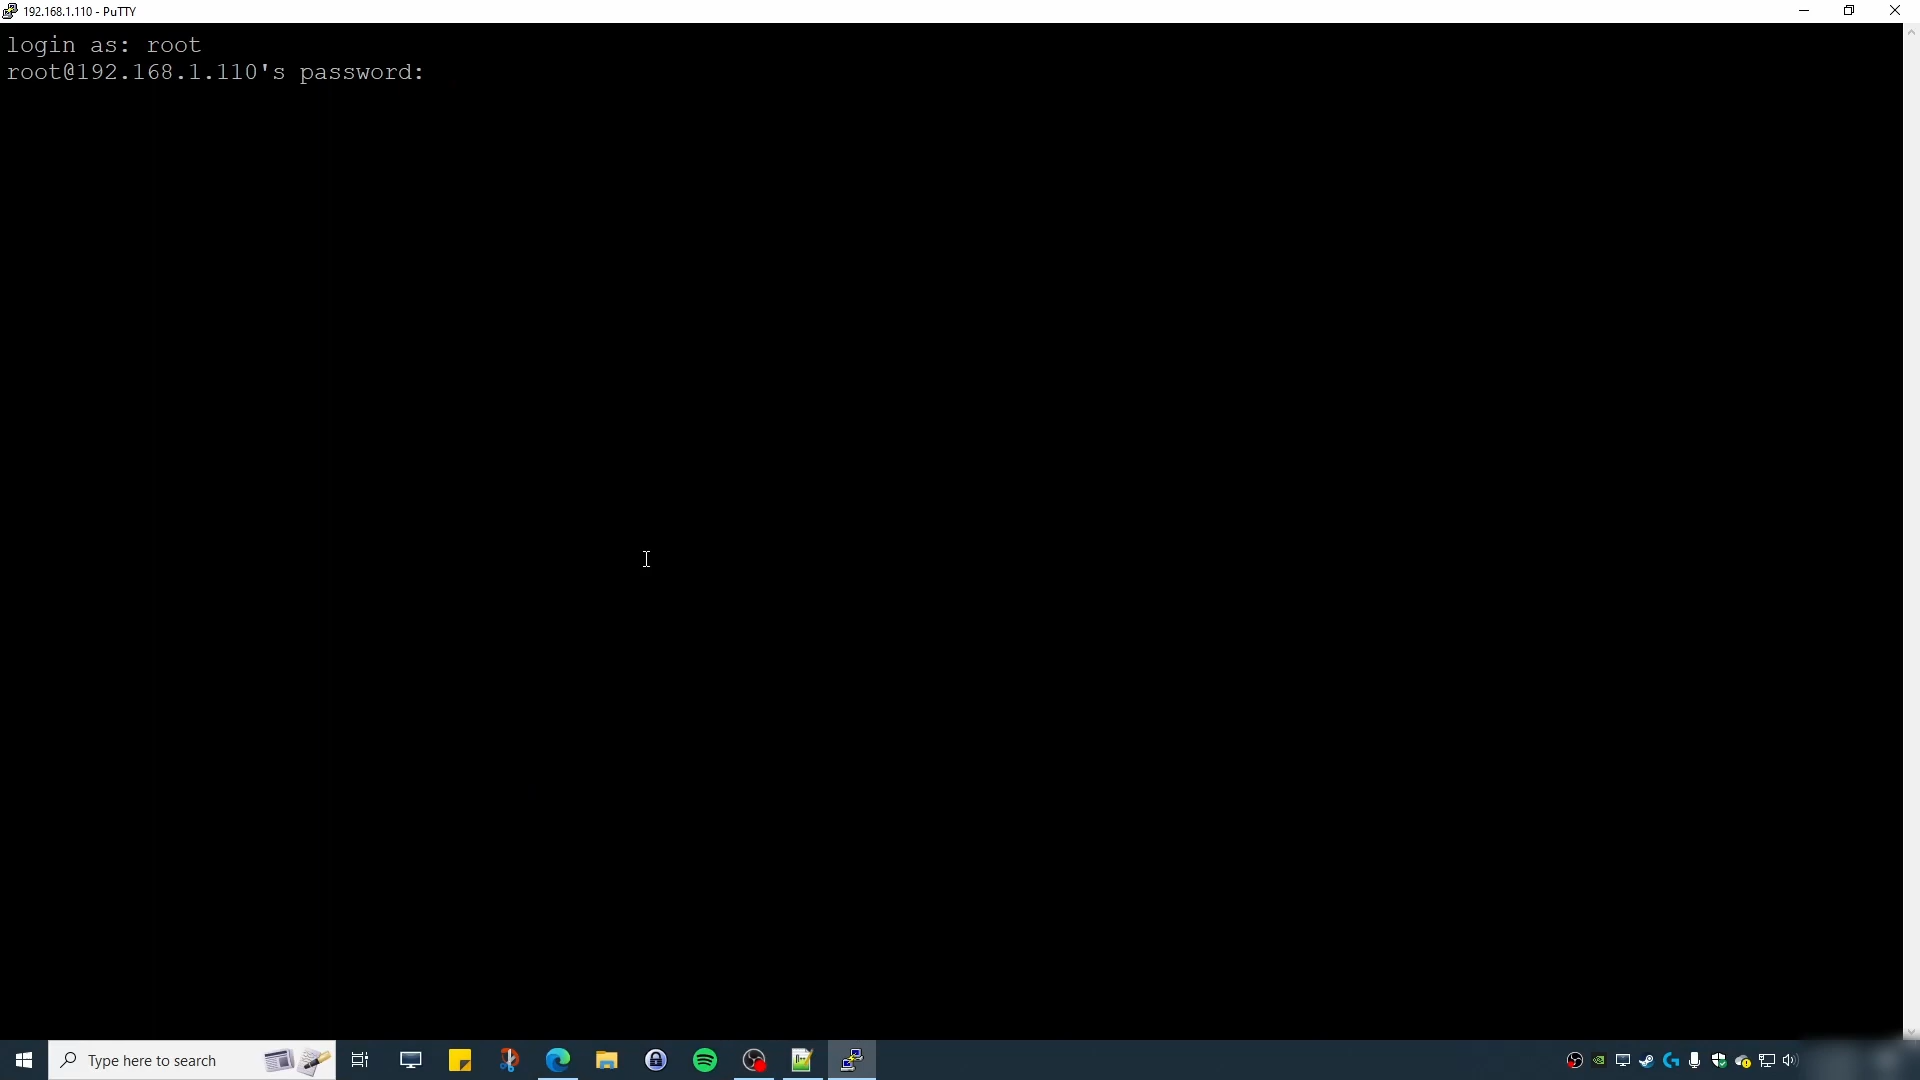 192.168.1.110 - PuTTY
login as: root
root@192.168.1.110's password:
Type here to search